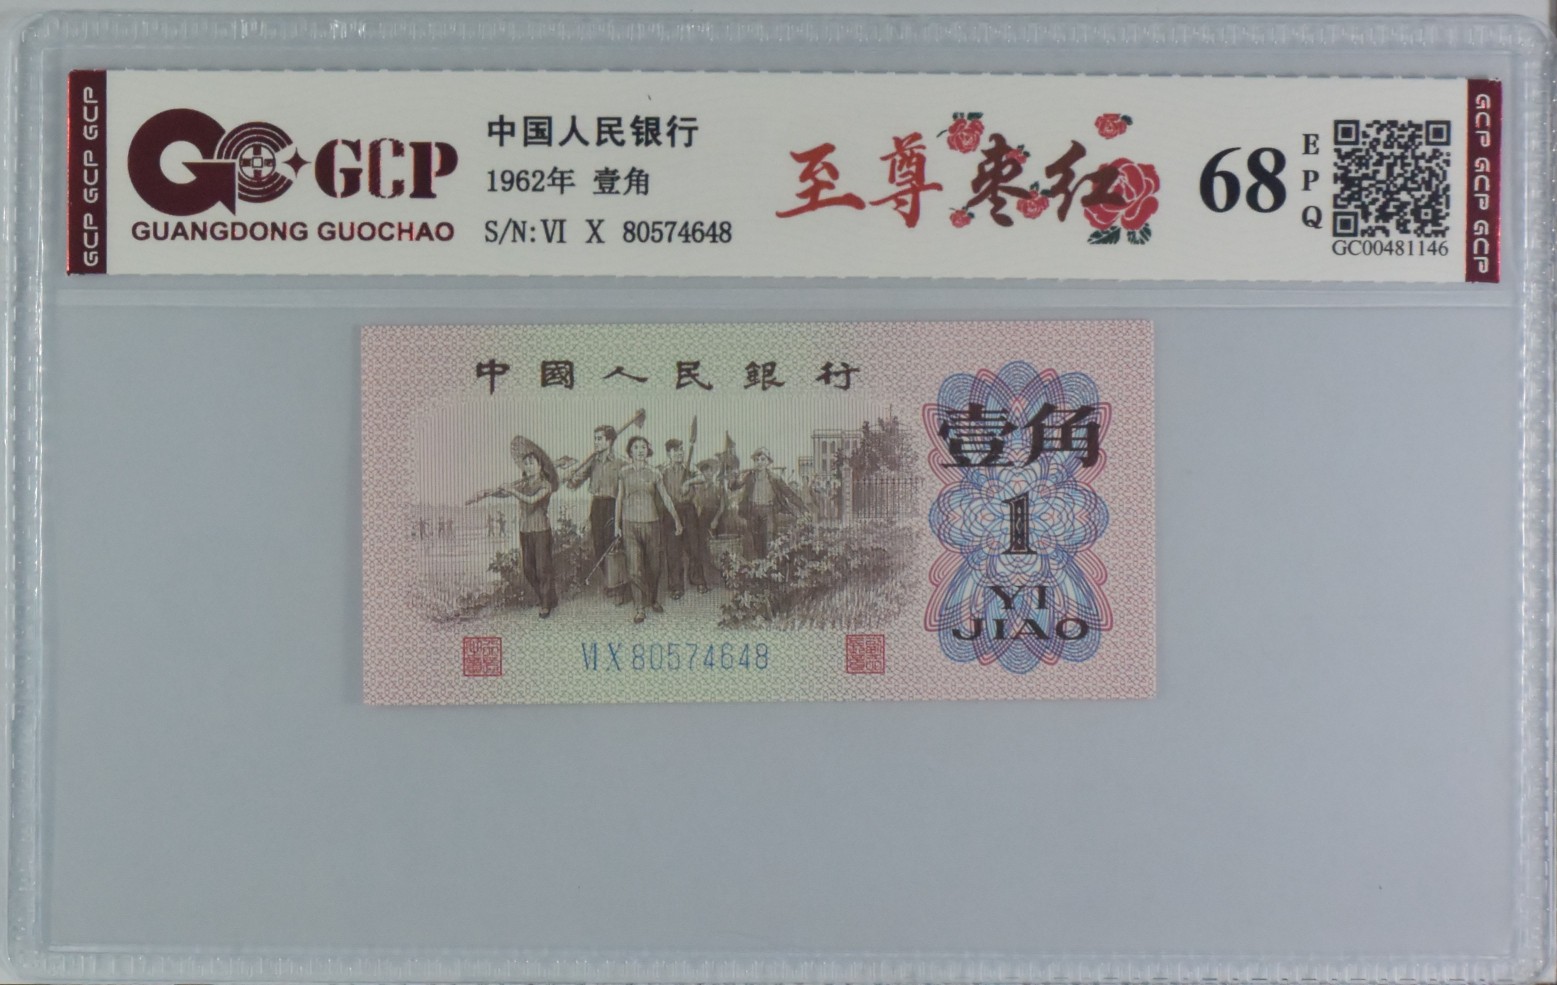 GCP GCP GCP
GCP
GUANGDONG GUOCHAO
中国人民银行
1962年 壹角
S/N:VI X 80574648
至尊枣红
68
EPQ
GC00481146
GCP GCP GCP
中國人民銀行
壹角
1
YI
JIAO
VI X 80574648